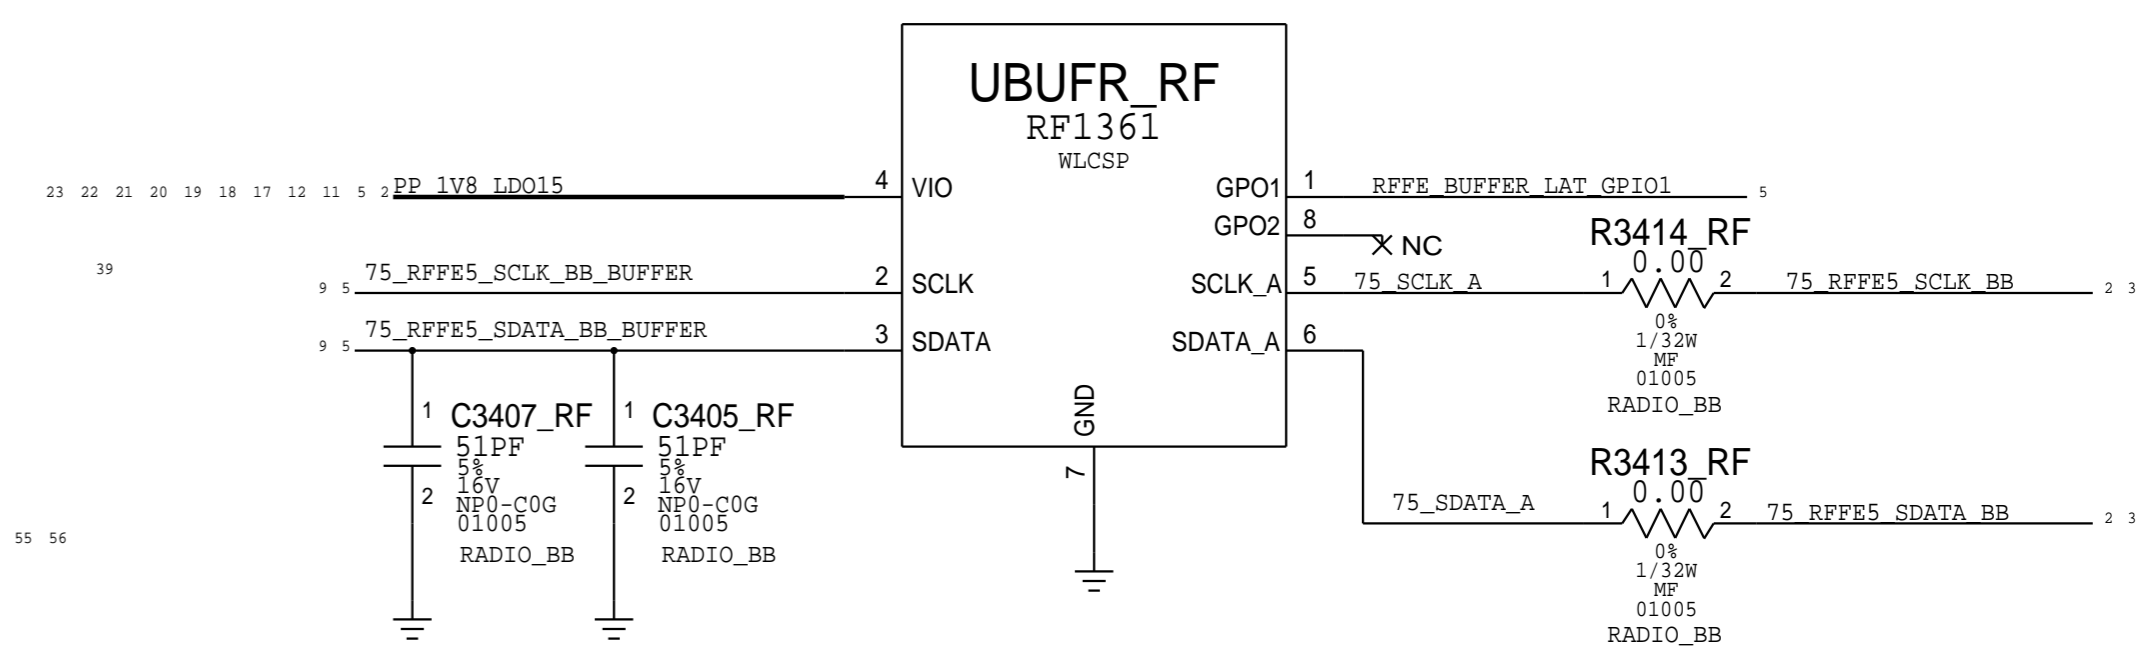 UBUFR_RF
RF1361
WLCSP
23 22 21 20 19 18 17 12 11 5 2 PP_1V8_LDO15 4 VIO
GPO1 1 RFFE_BUFFER_LAT_GPIO1 5
GPO2 8 NC
39
9 5 75_RFFE5_SCLK_BB_BUFFER 2 SCLK
SCLK_A 5 75_SCLK_A 1 2 75_RFFE5_SCLK_BB 2 3
R3414_RF
0.00
0%
1/32W
MF
01005
RADIO_BB
9 5 75_RFFE5_SDATA_BB_BUFFER 3 SDATA
SDATA_A 6
GND
7
1 C3407_RF
51PF
5%
16V
2 NP0-C0G
01005
RADIO_BB
1 C3405_RF
51PF
5%
16V
2 NP0-C0G
01005
RADIO_BB
R3413_RF
0.00
75_SDATA_A 1 2 75_RFFE5_SDATA_BB 2 3
0%
1/32W
MF
01005
RADIO_BB
55 56